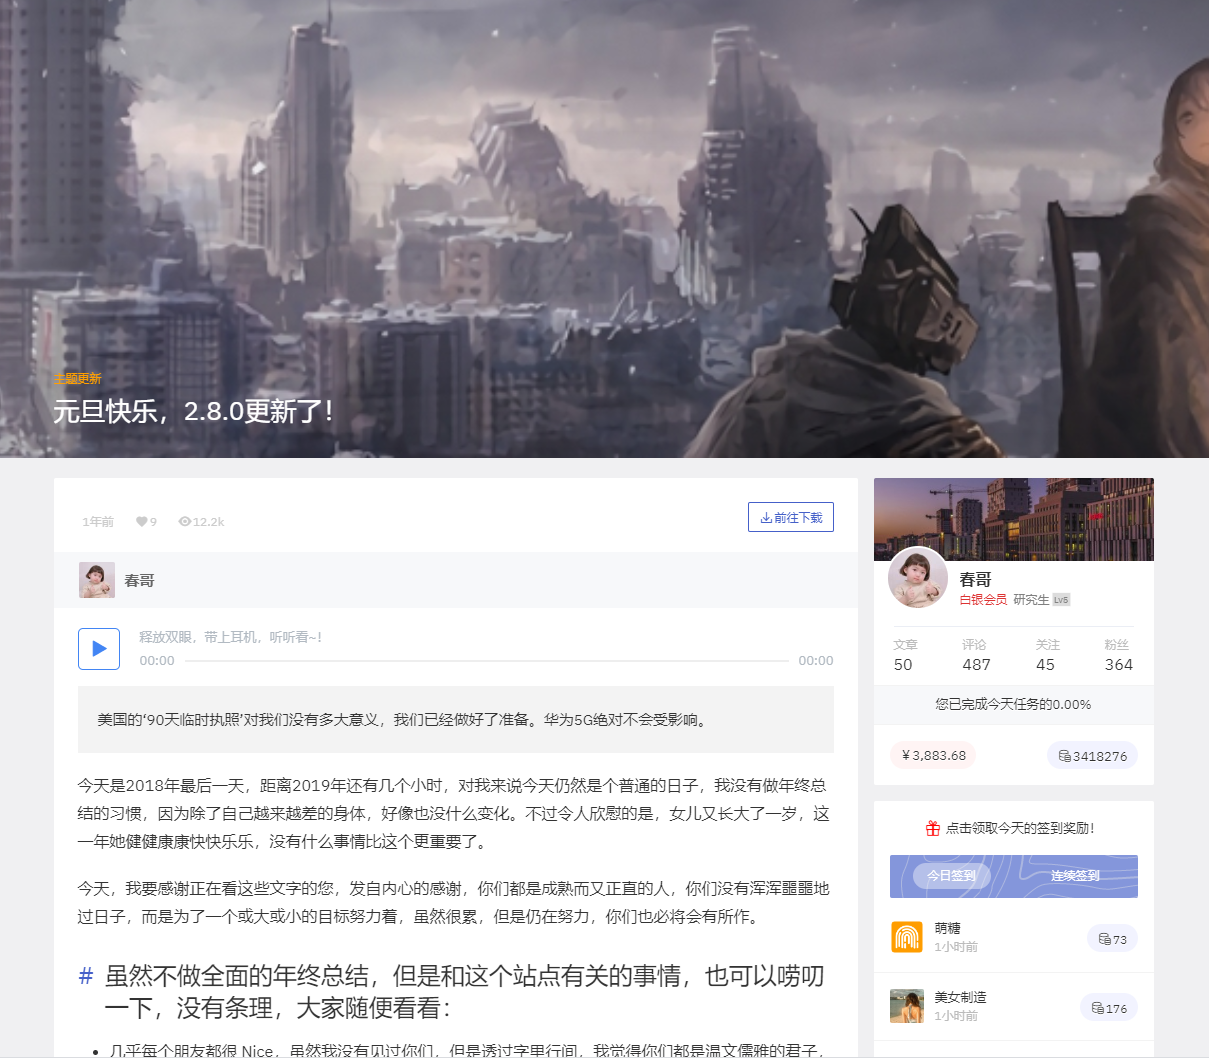 51
主题更新
元旦快乐，2.8.0更新了！
1年前 9 12.2k
前往下载
春哥
释放双眼，带上耳机，听听看~！
00:00 00:00
美国的‘90天临时执照’对我们没有多大意义，我们已经做好了准备。华为5G绝对不会受影响。
今天是2018年最后一天，距离2019年还有几个小时，对我来说今天仍然是个普通的日子，我没有做年终总
结的习惯，因为除了自己越来越差的身体，好像也没什么变化。不过令人欣慰的是，女儿又长大了一岁，这
一年她健健康康快快乐乐，没有什么事情比这个更重要了。
今天，我要感谢正在看这些文字的您，发自内心的感谢，你们都是成熟而又正直的人，你们没有浑浑噩噩地
过日子，而是为了一个或大或小的目标努力着，虽然很累，但是仍在努力，你们也必将会有所作。
# 虽然不做全面的年终总结，但是和这个站点有关的事情，也可以唠叨
一下，没有条理，大家随便看看：
• 几乎每个朋友都很 Nice，虽然我没有见过你们，但是透过字里行间，我觉得你们都是温文儒雅的君子，
春哥
白银会员 研究生 Lv5
文章 评论 关注 粉丝
50 487 45 364
您已完成今天任务的0.00%
￥3,883.68 3418276
点击领取今天的签到奖励！
今日签到 连续签到
萌糖
1小时前
73
美女制造
1小时前
176